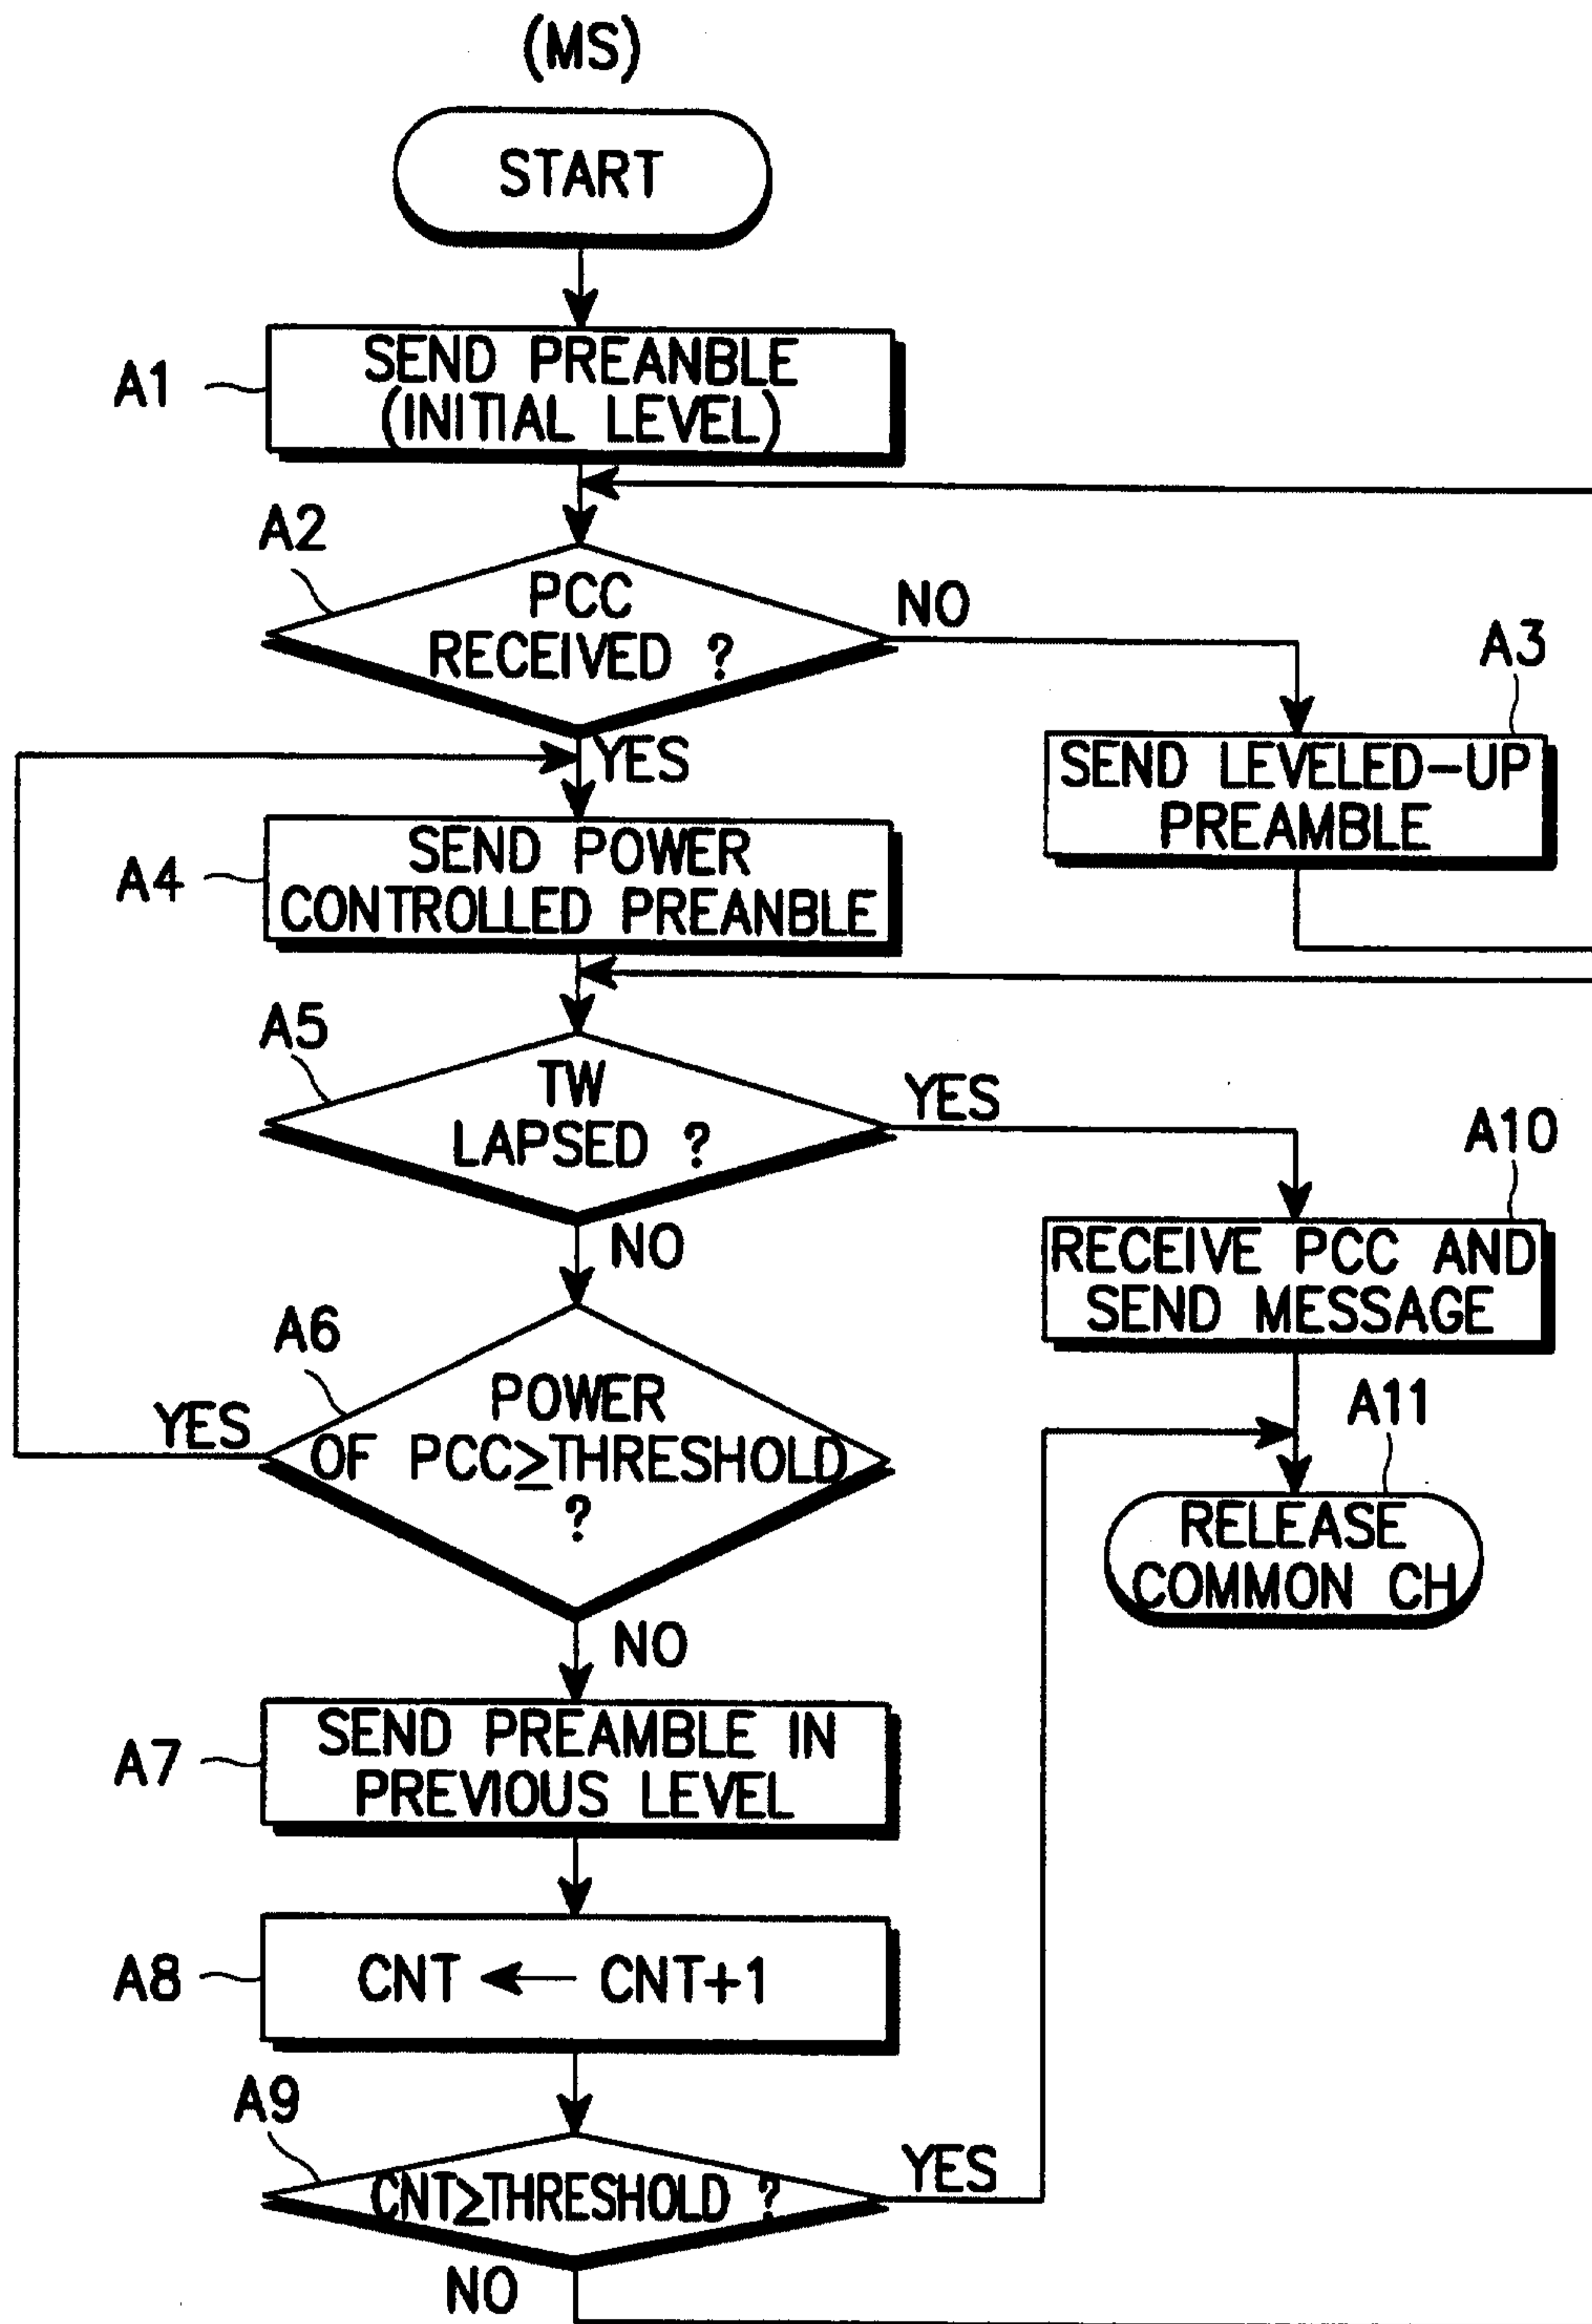 (MS)
START
A1
SEND PREANBLE
(INITIAL LEVEL)
A2
PCC
RECEIVED ?
NO
YES
A3
SEND LEVELED-UP
PREAMBLE
A4
SEND POWER
CONTROLLED PREANBLE
A5
TW
LAPSED ?
YES
NO
A10
RECEIVE PCC AND
SEND MESSAGE
A6
POWER
OF PCC≥THRESHOLD
?
YES
NO
A11
RELEASE
COMMON CH
A7
SEND PREAMBLE IN
PREVIOUS LEVEL
A8
CNT ← CNT+1
A9
CNT≥THRESHOLD ?
YES
NO